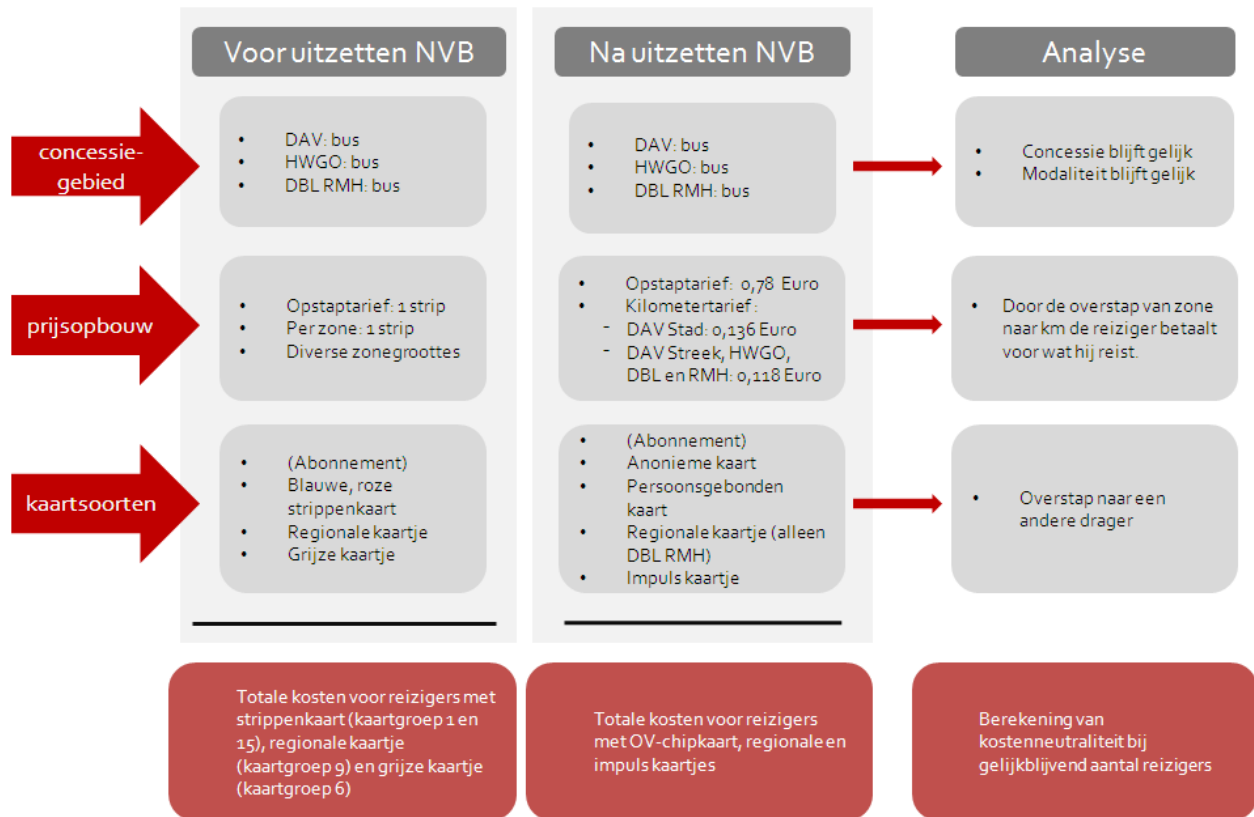 Voor uitzetten NVB
Na uitzetten NVB
Analyse
concessie-
gebied
• DAV: bus
• HWGO: bus
• DBL RMH: bus
• DAV: bus
• HWGO: bus
• DBL RMH: bus
• Concessie blijft gelijk
• Modaliteit blijft gelijk
prijsopbouw
• Opstaptarief: 1 strip
• Per zone: 1 strip
• Diverse zonegroottes
• Opstaptarief: 0,78 Euro
• Kilometertarief :
- DAV Stad: 0,136 Euro
- DAV Streek, HWGO,
DBL en RMH: 0,118 Euro
• Door de overstap van zone
naar km de reiziger betaalt
voor wat hij reist.
kaartsoorten
• (Abonnement)
• Blauwe, roze
strippenkaart
• Regionale kaartje
• Grijze kaartje
• (Abonnement)
• Anonieme kaart
• Persoonsgebonden
kaart
• Regionale kaartje (alleen
DBL RMH)
• Impuls kaartje
• Overstap naar een
andere drager
Totale kosten voor reizigers met
strippenkaart (kaartgroep 1 en
15), regionale kaartje
(kaartgroep 9) en grijze kaartje
(kaartgroep 6)
Totale kosten voor reizigers
met OV-chipkaart, regionale en
impuls kaartjes
Berekening van
kostenneutraliteit bij
gelijkblijvend aantal reizigers